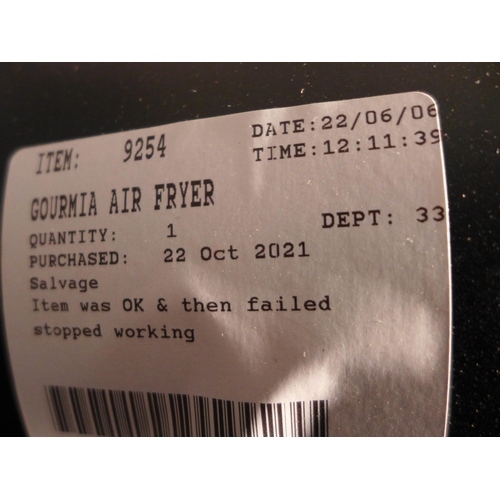 DATE:22/06/06
ITEM: 9254
TIME:12:11:39
GOURMIA AIR FRYER
QUANTITY: 1
DEPT: 33
PURCHASED: 22 Oct 2021
Salvage
Item was OK & then failed
stopped working